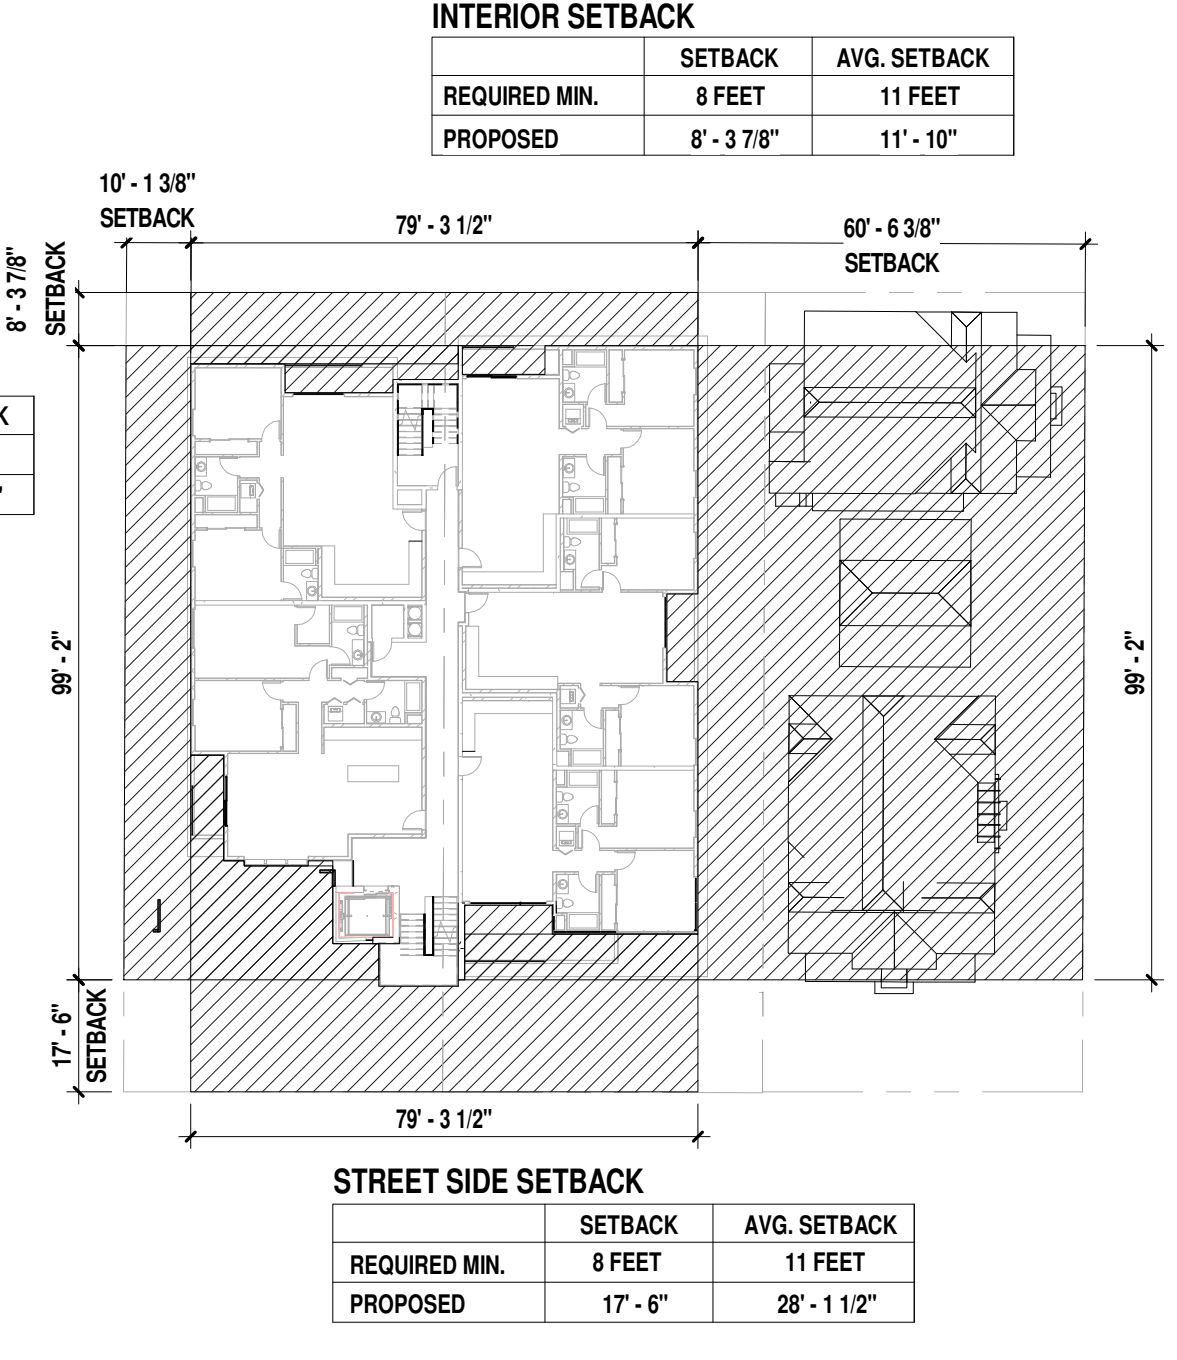 INTERIOR SETBACK
SETBACK AVG. SETBACK
REQUIRED MIN. 8 FEET 11 FEET
PROPOSED 8' - 3 7/8" 11' - 10"
10' - 1 3/8"
SETBACK
79' - 3 1/2"
60' - 6 3/8"
SETBACK
8' - 3 7/8"
SETBACK
K
"
99' - 2"
99' - 2"
17' - 6"
SETBACK
79' - 3 1/2"
STREET SIDE SETBACK
SETBACK AVG. SETBACK
REQUIRED MIN. 8 FEET 11 FEET
PROPOSED 17' - 6" 28' - 1 1/2"